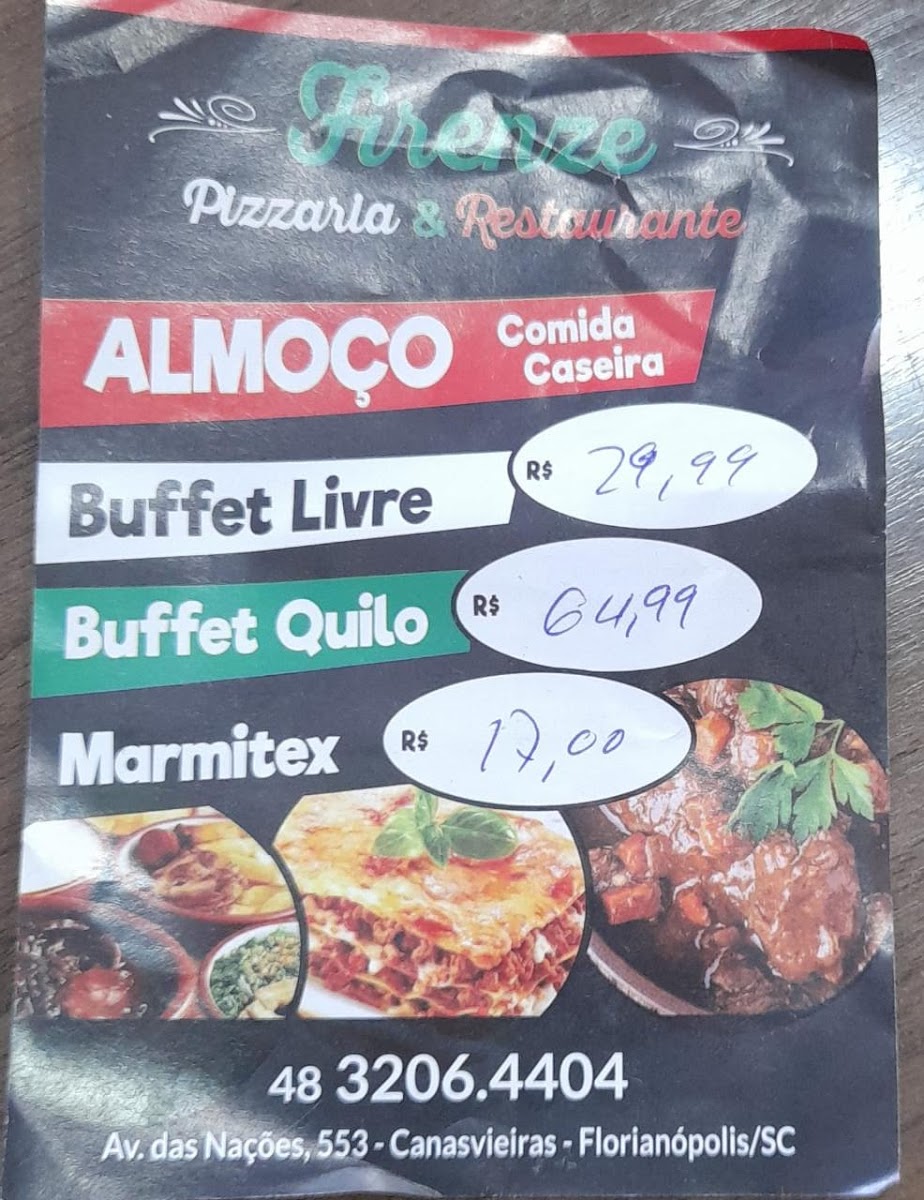 Firenze
Pizzaria & Restaurante
ALMOÇO
Comida
Caseira
Buffet Livre
R$ 29,99
Buffet Quilo
R$ 64,99
Marmitex
R$ 17,00
48 3206.4404
Av. das Nações, 553 - Canasvieiras - Florianópolis/SC